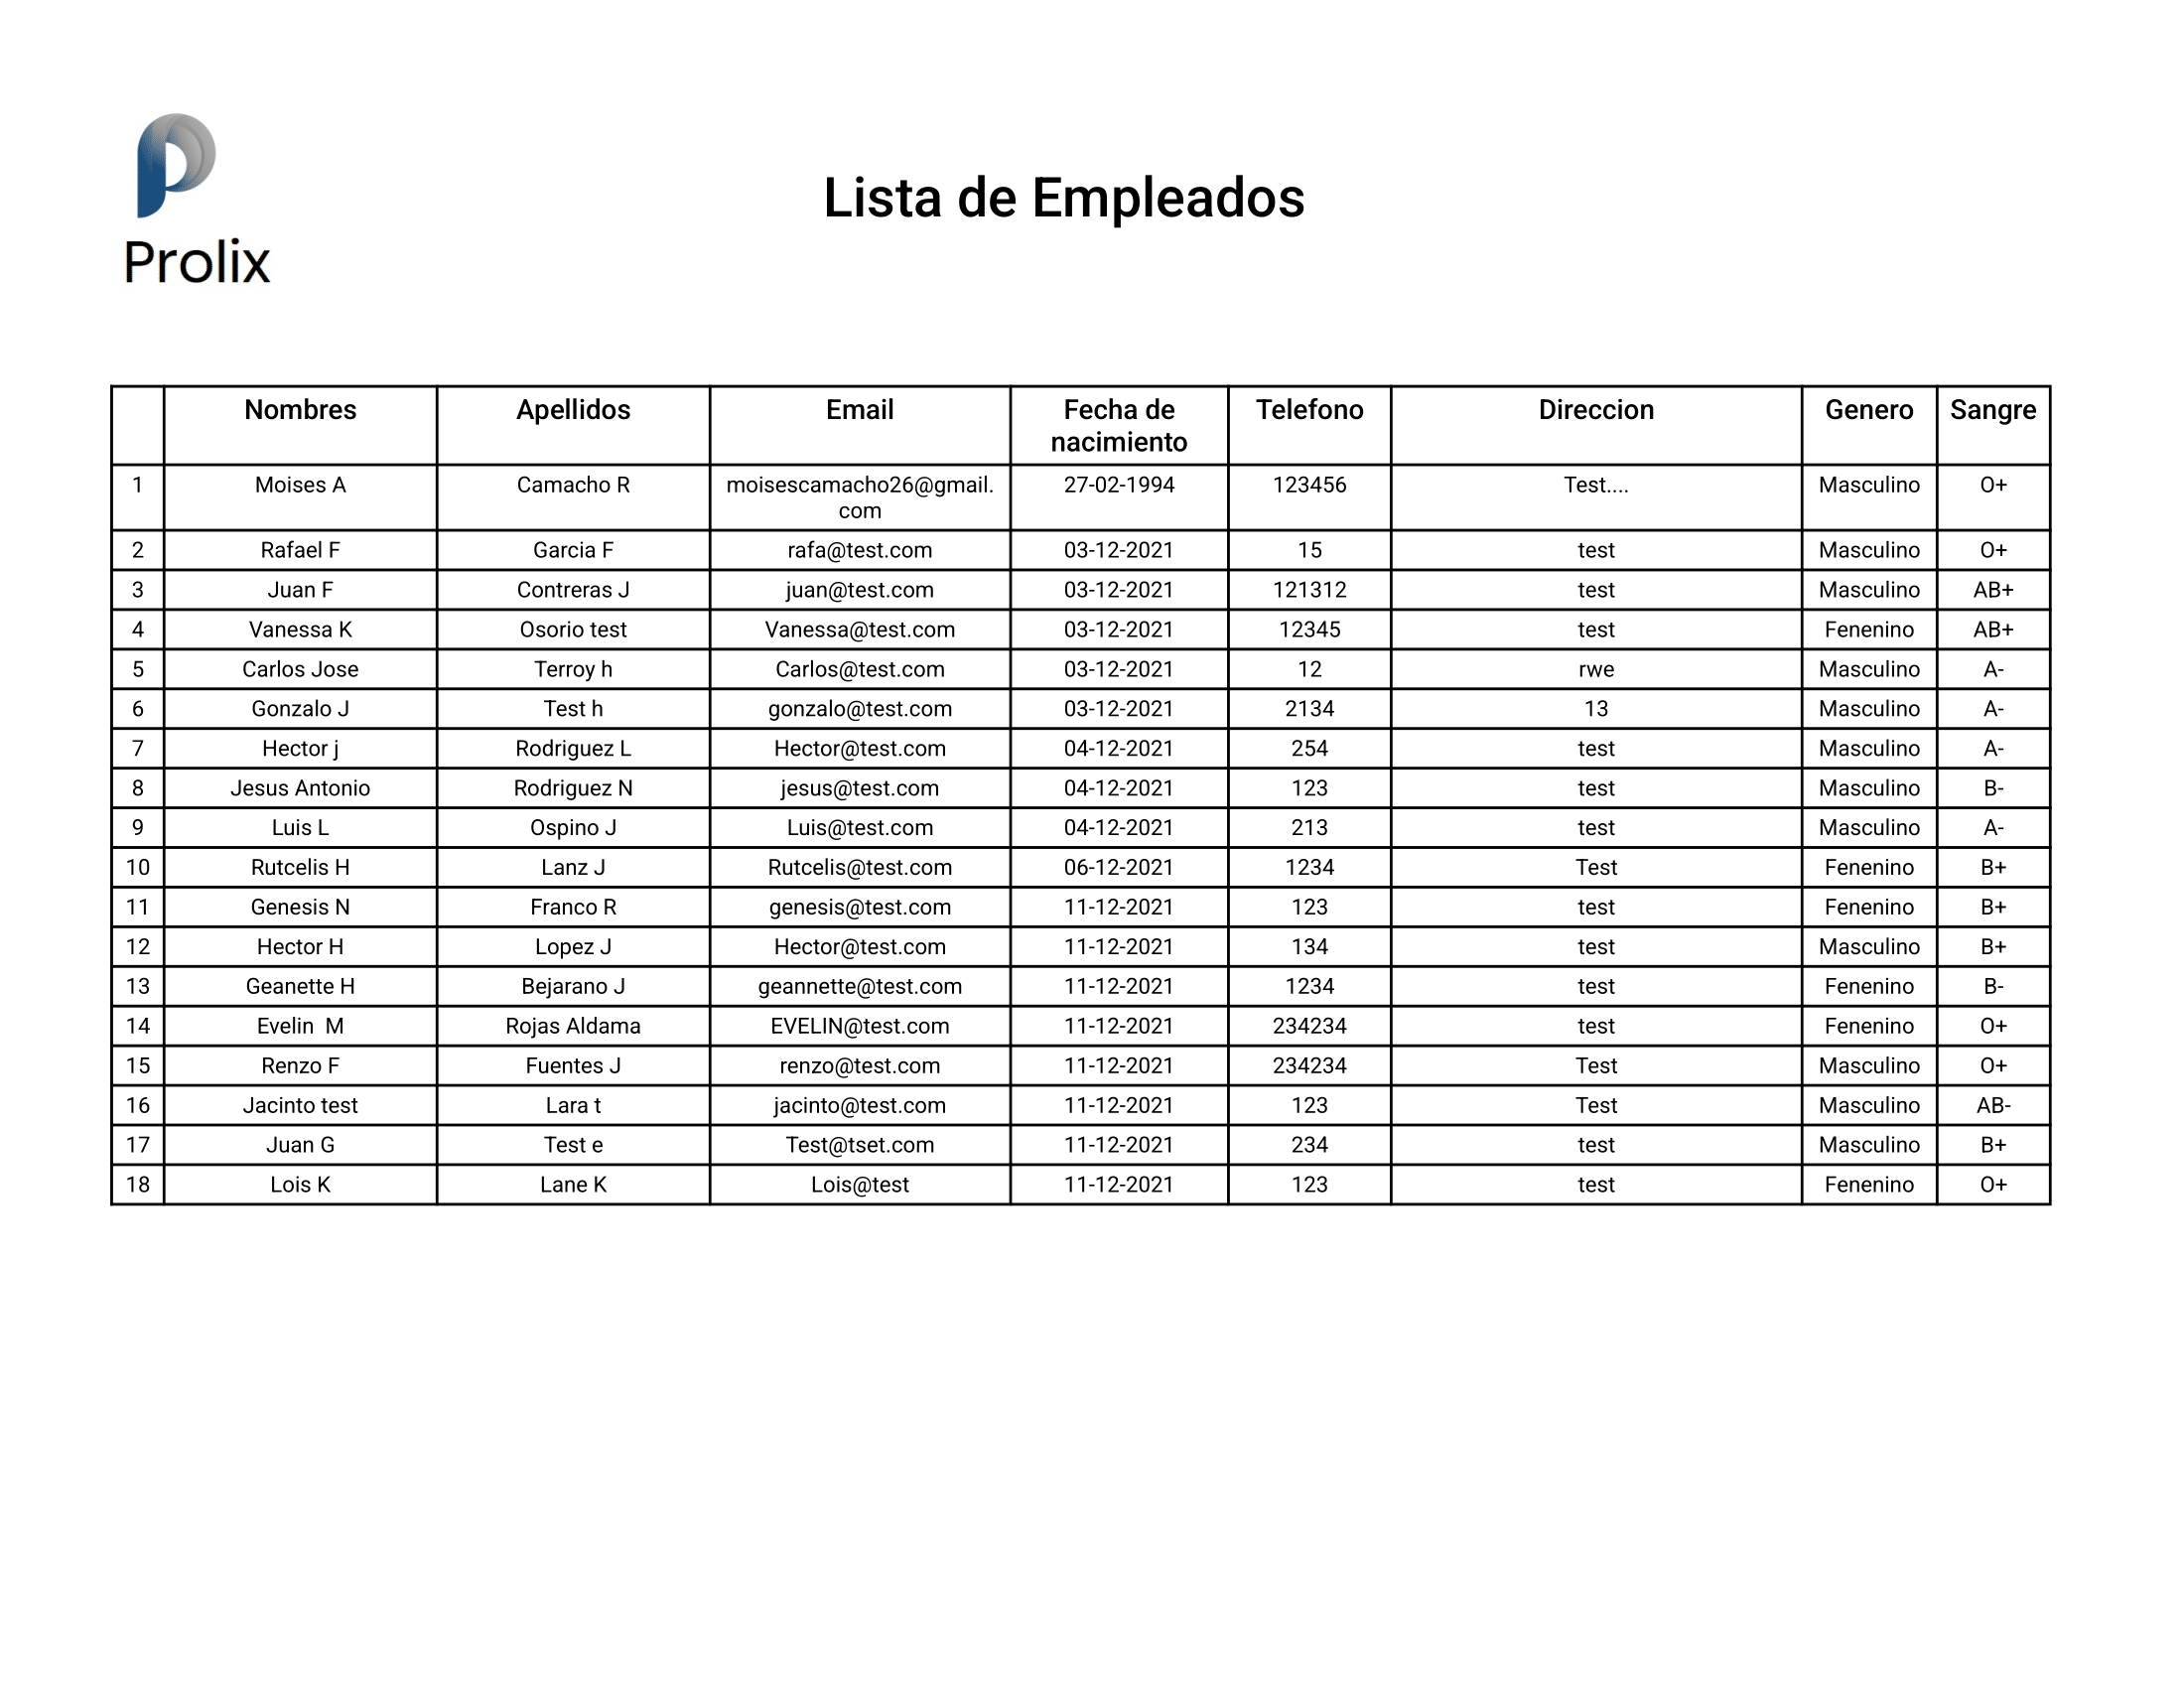 Prolix
Lista de Empleados
Nombres Apellidos Email Fecha de nacimiento Telefono Direccion Genero Sangre
1 Moises A Camacho R moisescamacho26@gmail.com 27-02-1994 123456 Test.... Masculino O+
2 Rafael F Garcia F rafa@test.com 03-12-2021 15 test Masculino O+
3 Juan F Contreras J juan@test.com 03-12-2021 121312 test Masculino AB+
4 Vanessa K Osorio test Vanessa@test.com 03-12-2021 12345 test Fenenino AB+
5 Carlos Jose Terroy h Carlos@test.com 03-12-2021 12 rwe Masculino A-
6 Gonzalo J Test h gonzalo@test.com 03-12-2021 2134 13 Masculino A-
7 Hector j Rodriguez L Hector@test.com 04-12-2021 254 test Masculino A-
8 Jesus Antonio Rodriguez N jesus@test.com 04-12-2021 123 test Masculino B-
9 Luis L Ospino J Luis@test.com 04-12-2021 213 test Masculino A-
10 Rutcelis H Lanz J Rutcelis@test.com 06-12-2021 1234 Test Fenenino B+
11 Genesis N Franco R genesis@test.com 11-12-2021 123 test Fenenino B+
12 Hector H Lopez J Hector@test.com 11-12-2021 134 test Masculino B+
13 Geanette H Bejarano J geannette@test.com 11-12-2021 1234 test Fenenino B-
14 Evelin  M Rojas Aldama EVELIN@test.com 11-12-2021 234234 test Fenenino O+
15 Renzo F Fuentes J renzo@test.com 11-12-2021 234234 Test Masculino O+
16 Jacinto test Lara t jacinto@test.com 11-12-2021 123 Test Masculino AB-
17 Juan G Test e Test@tset.com 11-12-2021 234 test Masculino B+
18 Lois K Lane K Lois@test 11-12-2021 123 test Fenenino O+